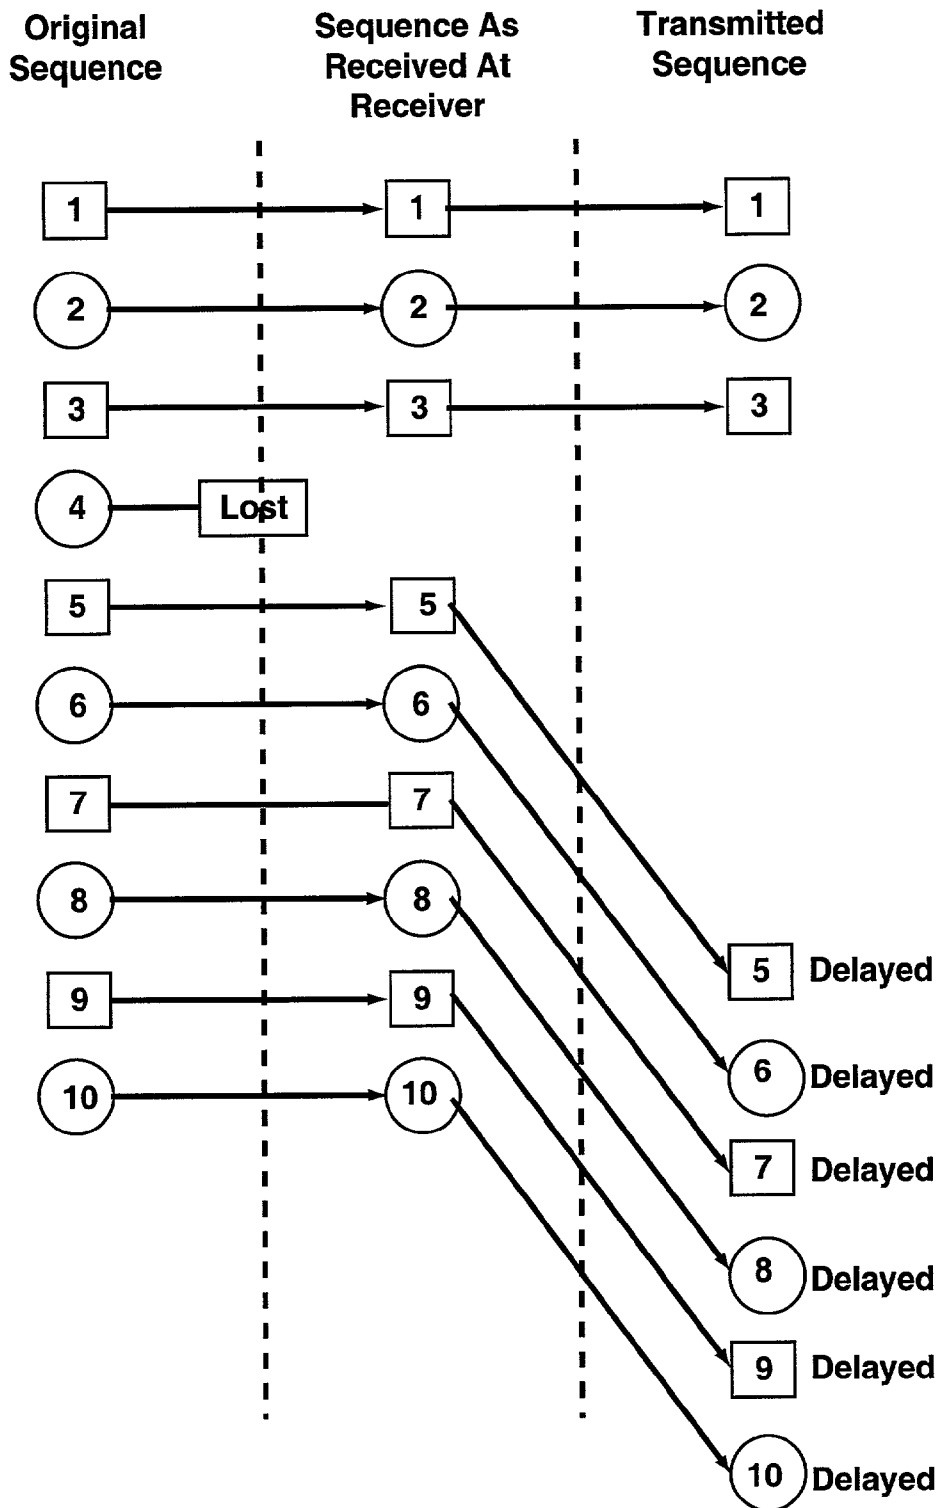 Original
Sequence
Sequence As
Received At
Receiver
Transmitted
Sequence
1 1 1
2 2 2
3 3 3
4 Lost
5 5
6 6
7 7
8 8
9 9
5 Delayed
10 10
6 Delayed
7 Delayed
8 Delayed
9 Delayed
10 Delayed